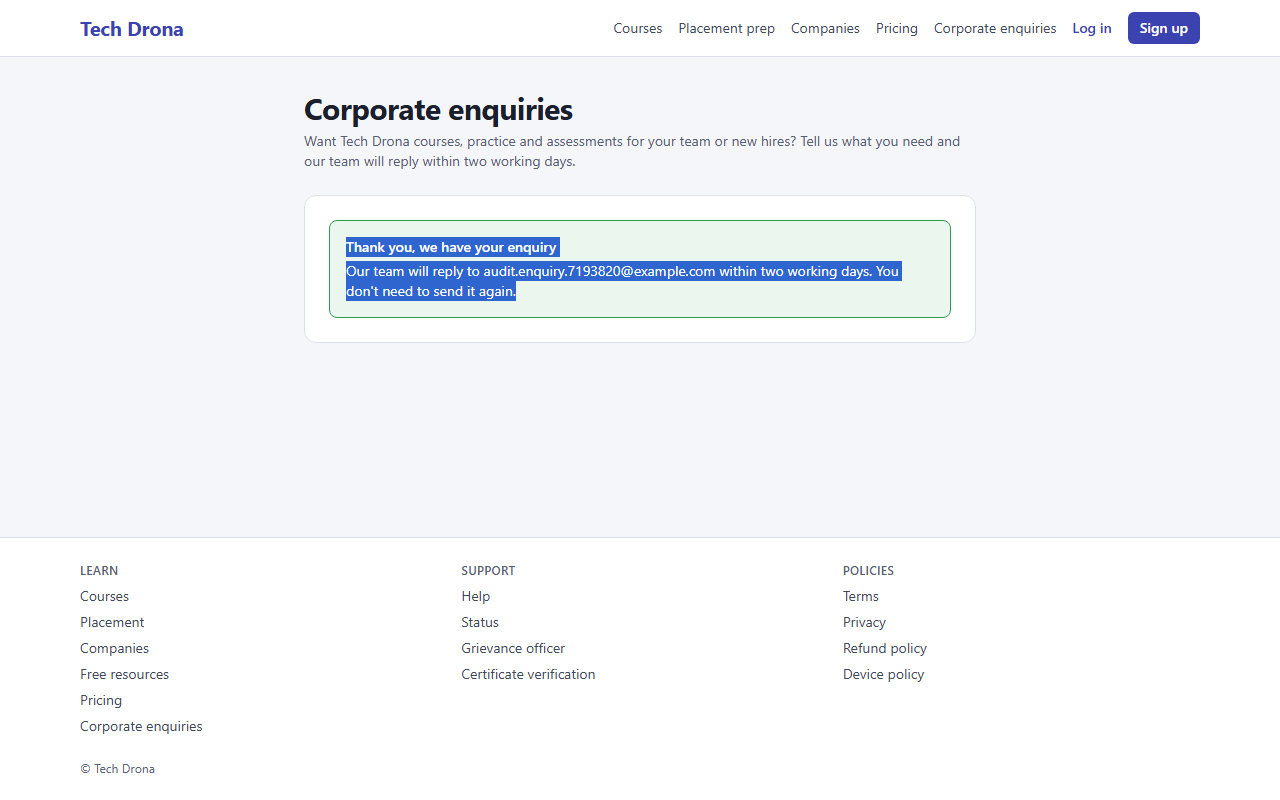 Tech Drona
Courses
Placement prep
Companies
Pricing
Corporate enquiries
Log in
Sign up
Corporate enquiries
Want Tech Drona courses, practice and assessments for your team or new hires? Tell us what you need and
our team will reply within two working days.
Thank you, we have your enquiry
Our team will reply to audit.enquiry.7193820@example.com within two working days. You
don't need to send it again.
LEARN
Courses
Placement
Companies
Free resources
Pricing
Corporate enquiries
SUPPORT
Help
Status
Grievance officer
Certificate verification
POLICIES
Terms
Privacy
Refund policy
Device policy
© Tech Drona